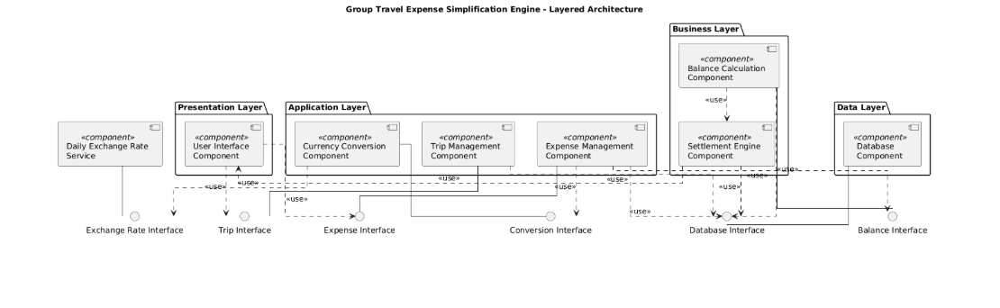 Group Travel Expense Simplification Engine - Layered Architecture
Business Layer
«component»
Balance Calculation
Component
«use»
Presentation Layer
Application Layer
Data Layer
«component»
Daily Exchange Rate
Service
«component»
User Interface
Component
«component»
Currency Conversion
Component
«component»
Trip Management
Component
«component»
Expense Management
Component
«component»
Settlement Engine
Component
«component»
Database
Component
«use»
«use»
«use»
«use»
«use»
«use»
«use»
«use»
«use»
«use»
«use»
Exchange Rate Interface
Trip Interface
Expense Interface
Conversion Interface
Database Interface
Balance Interface